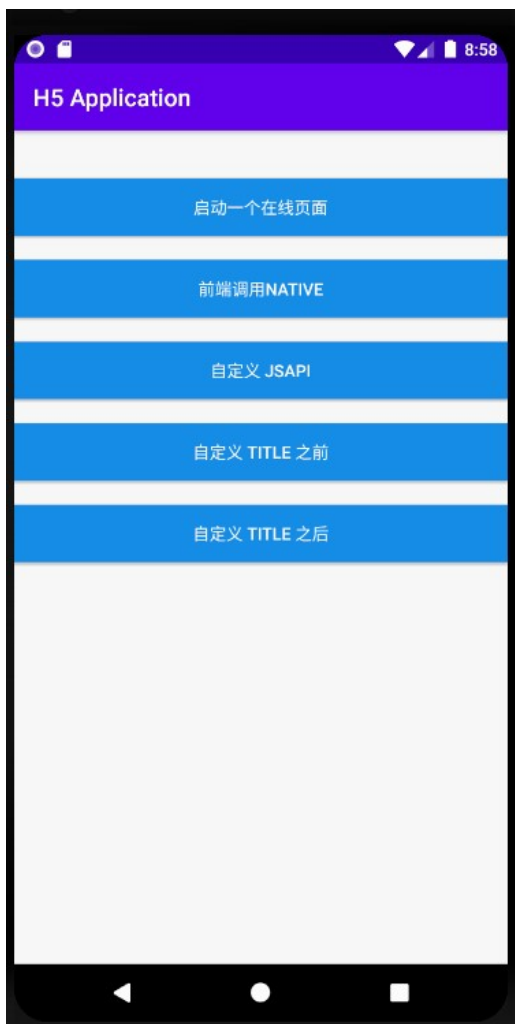 8:58
H5 Application
启动一个在线页面
前端调用NATIVE
自定义 JSAPI
自定义 TITLE 之前
自定义 TITLE 之后